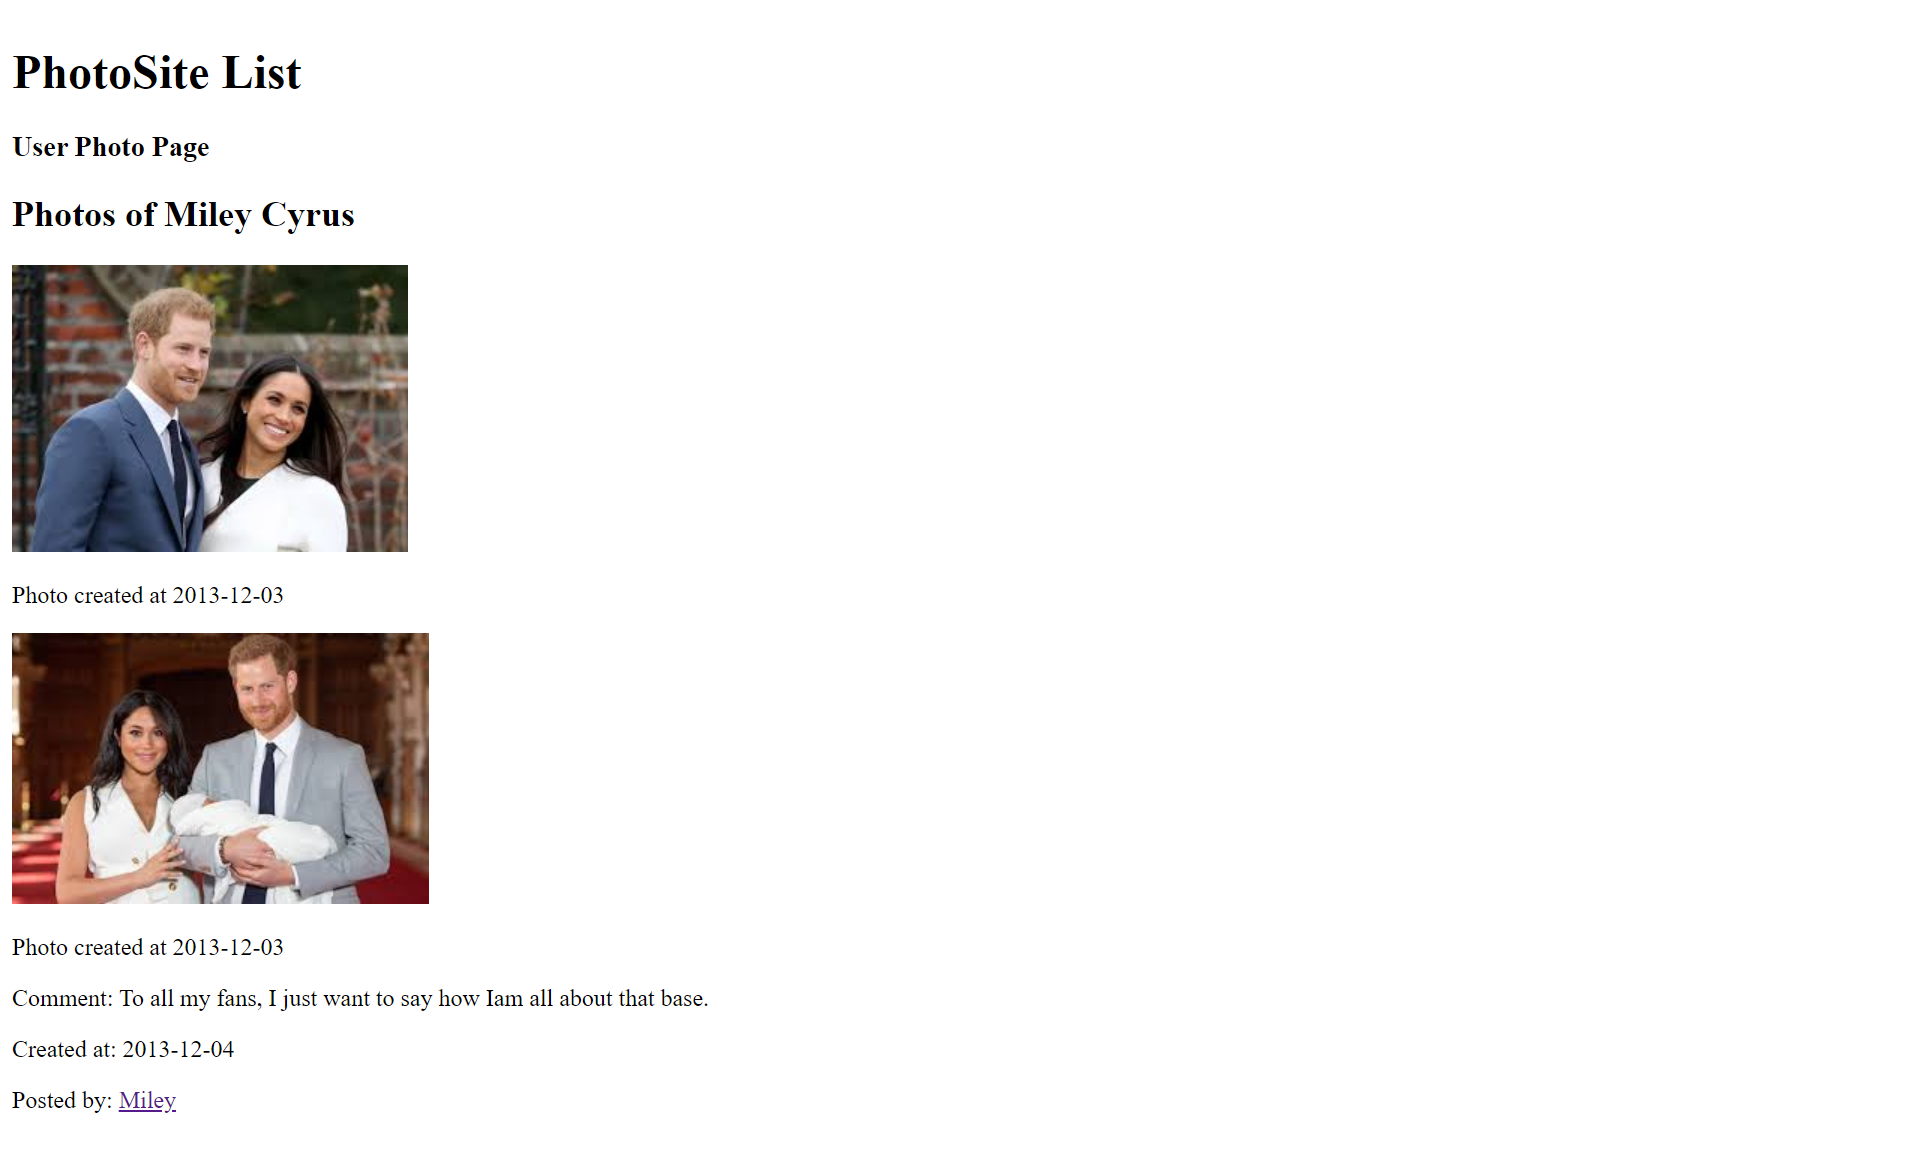 PhotoSite List
User Photo Page
Photos of Miley Cyrus
Photo created at 2013-12-03
Photo created at 2013-12-03
Comment: To all my fans, I just want to say how Iam all about that base.
Created at: 2013-12-04
Posted by: Miley